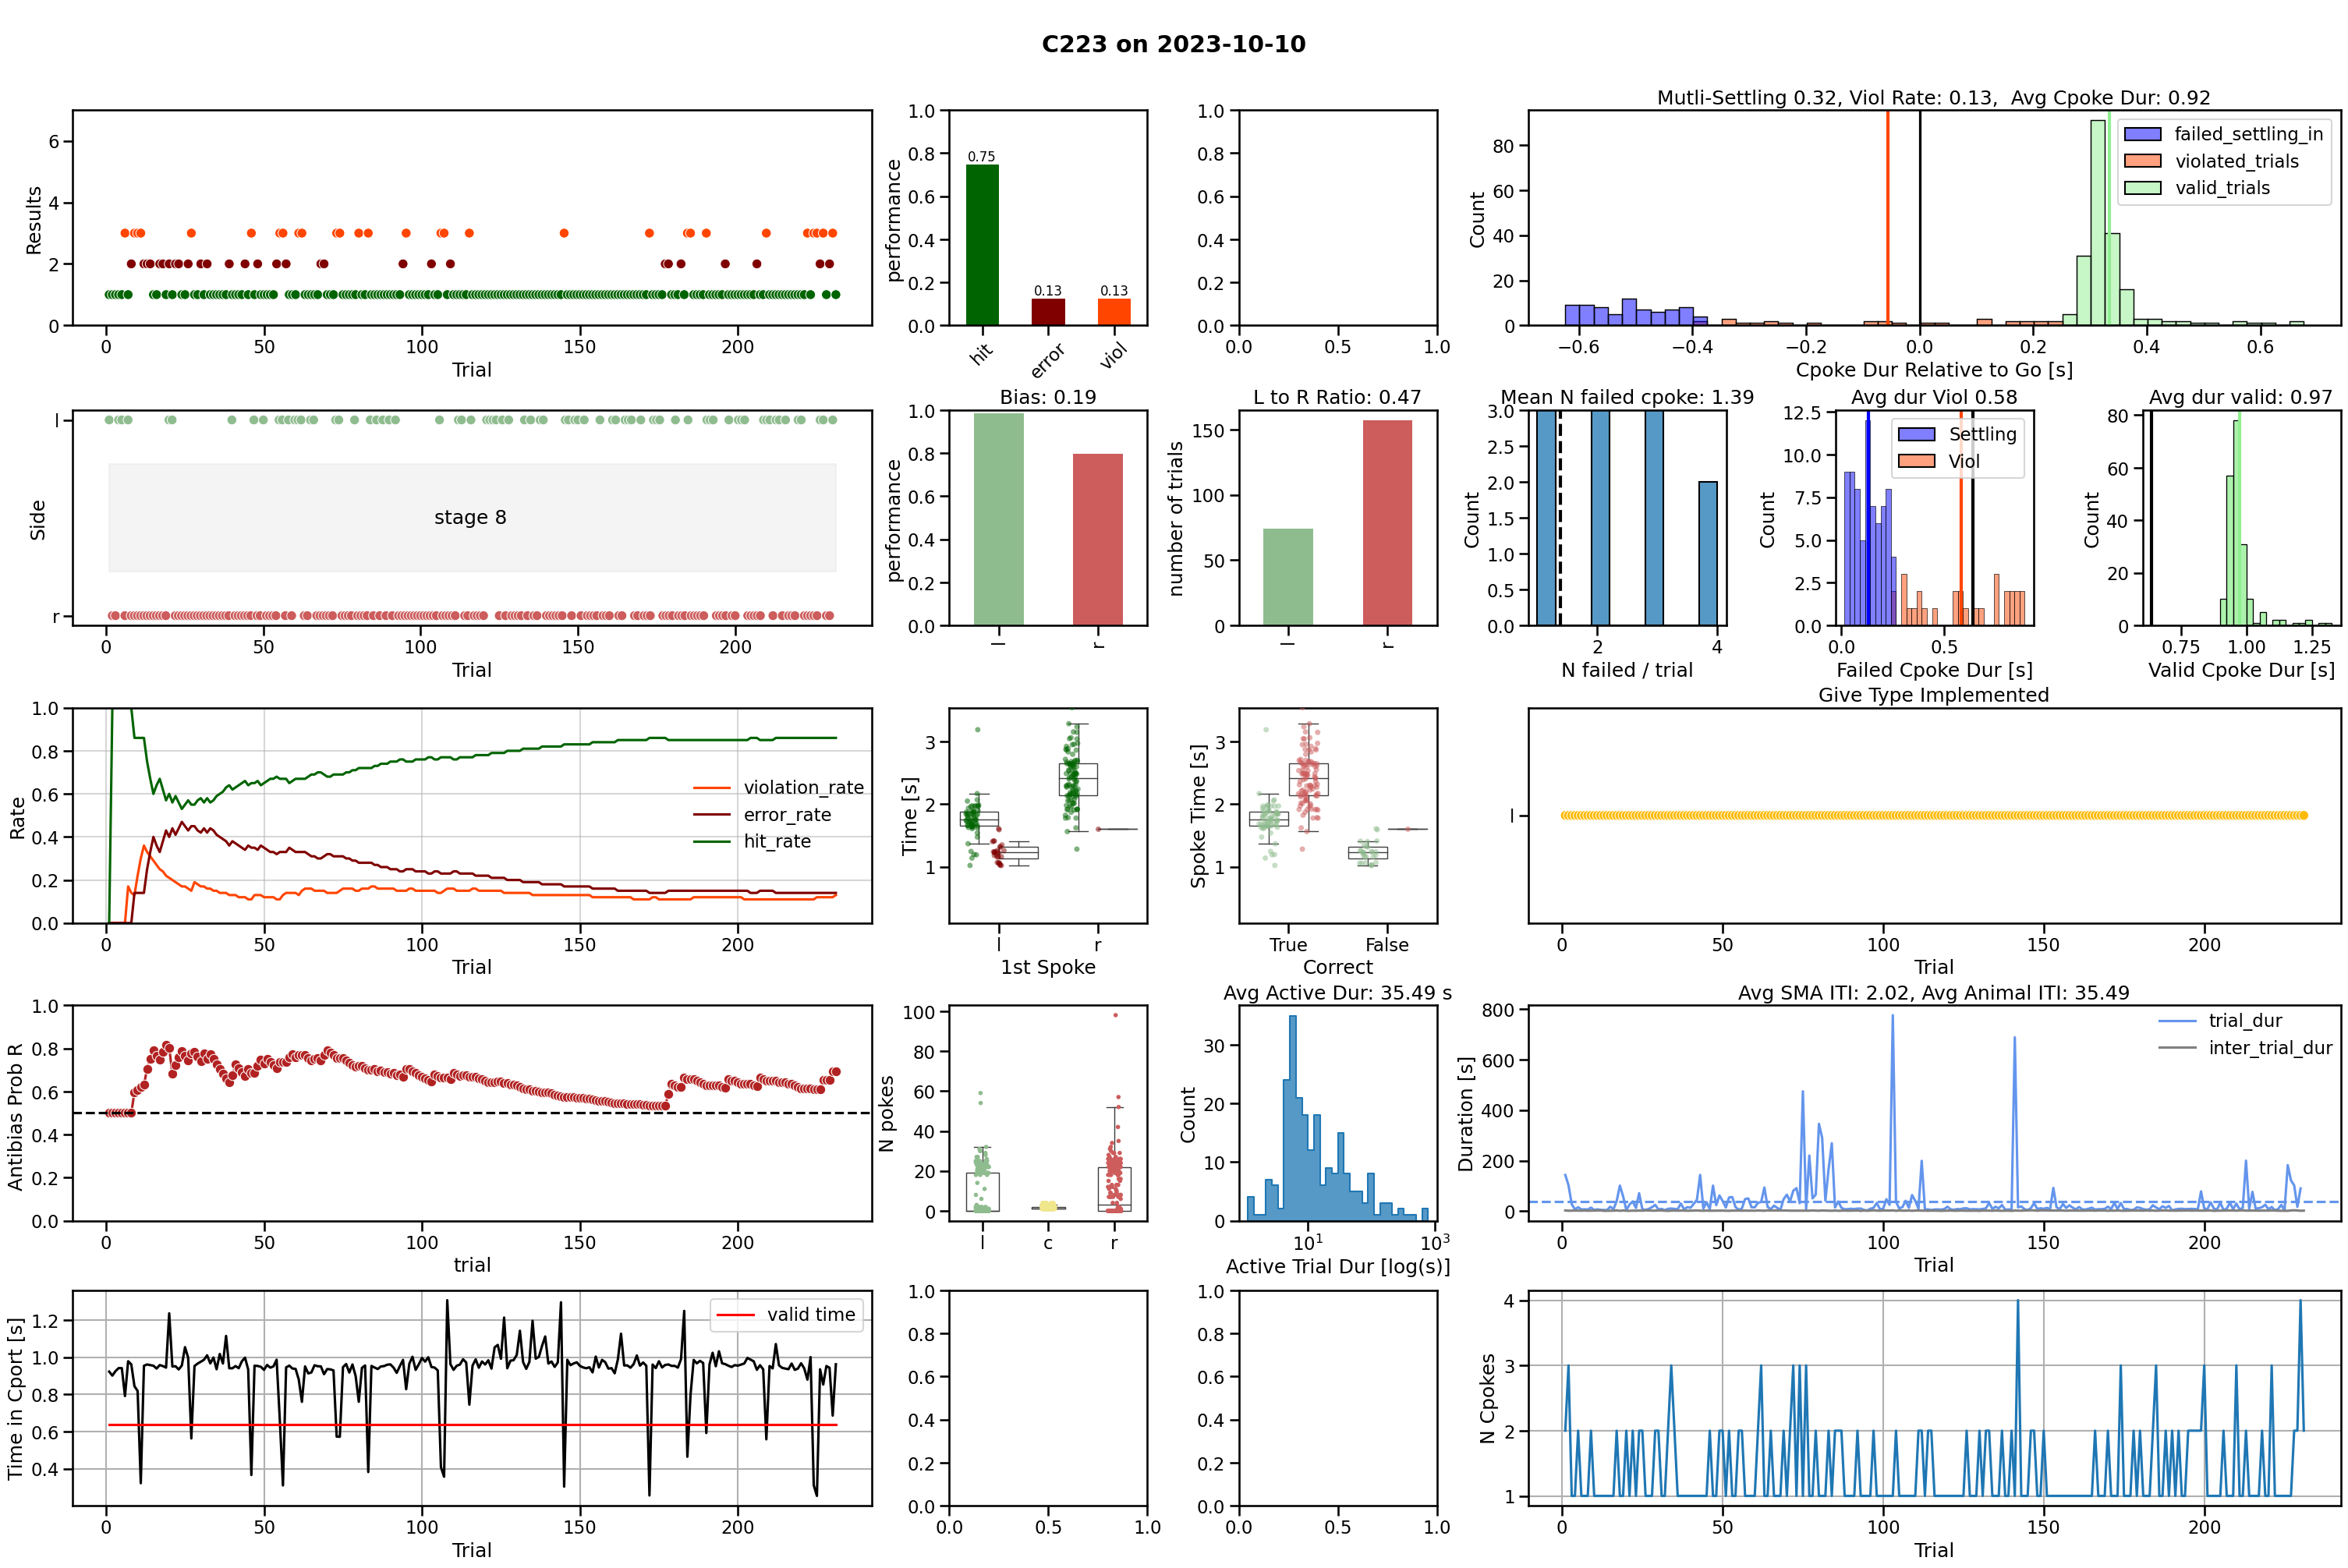 C223 on 2023-10-10
Results
6
4
2
0
0 50 100 150 200
Trial
performance
1.0
0.8
0.6
0.4
0.2
0.0
0.75
0.13
0.13
hit error viol
1.0
0.8
0.6
0.4
0.2
0.0
0.0 0.5 1.0
Mutli-Settling 0.32, Viol Rate: 0.13, Avg Cpoke Dur: 0.92
Count
80
60
40
20
0
failed_settling_in
violated_trials
valid_trials
−0.6 −0.4 −0.2 0.0 0.2 0.4 0.6
Cpoke Dur Relative to Go [s]
Side
l
stage 8
r
0 50 100 150 200
Trial
Bias: 0.19
performance
1.0
0.8
0.6
0.4
0.2
0.0
l r
L to R Ratio: 0.47
number of trials
150
100
50
0
l r
Mean N failed cpoke: 1.39
Count
3.0
2.5
2.0
1.5
1.0
0.5
0.0
2 4
N failed / trial
Avg dur Viol 0.58
Count
12.5
10.0
7.5
5.0
2.5
0.0
Settling
Viol
0.0 0.5
Failed Cpoke Dur [s]
Avg dur valid: 0.97
Count
80
60
40
20
0
0.75 1.00 1.25
Valid Cpoke Dur [s]
Rate
1.0
0.8
0.6
0.4
0.2
0.0
violation_rate
error_rate
hit_rate
0 50 100 150 200
Trial
Time [s]
3
2
1
l r
1st Spoke
Spoke Time [s]
3
2
1
True False
Correct
Give Type Implemented
l
0 50 100 150 200
Trial
Antibias Prob R
1.0
0.8
0.6
0.4
0.2
0.0
0 50 100 150 200
trial
N pokes
100
80
60
40
20
0
l c r
Avg Active Dur: 35.49 s
Count
30
20
10
0
10¹ 10³
Active Trial Dur [log(s)]
Avg SMA ITI: 2.02, Avg Animal ITI: 35.49
Duration [s]
800
600
400
200
0
trial_dur
inter_trial_dur
0 50 100 150 200
Trial
Time in Cport [s]
1.2
1.0
0.8
0.6
0.4
valid time
0 50 100 150 200
Trial
1.0
0.8
0.6
0.4
0.2
0.0
0.0 0.5 1.0
1.0
0.8
0.6
0.4
0.2
0.0
0.0 0.5 1.0
N Cpokes
4
3
2
1
0 50 100 150 200
Trial